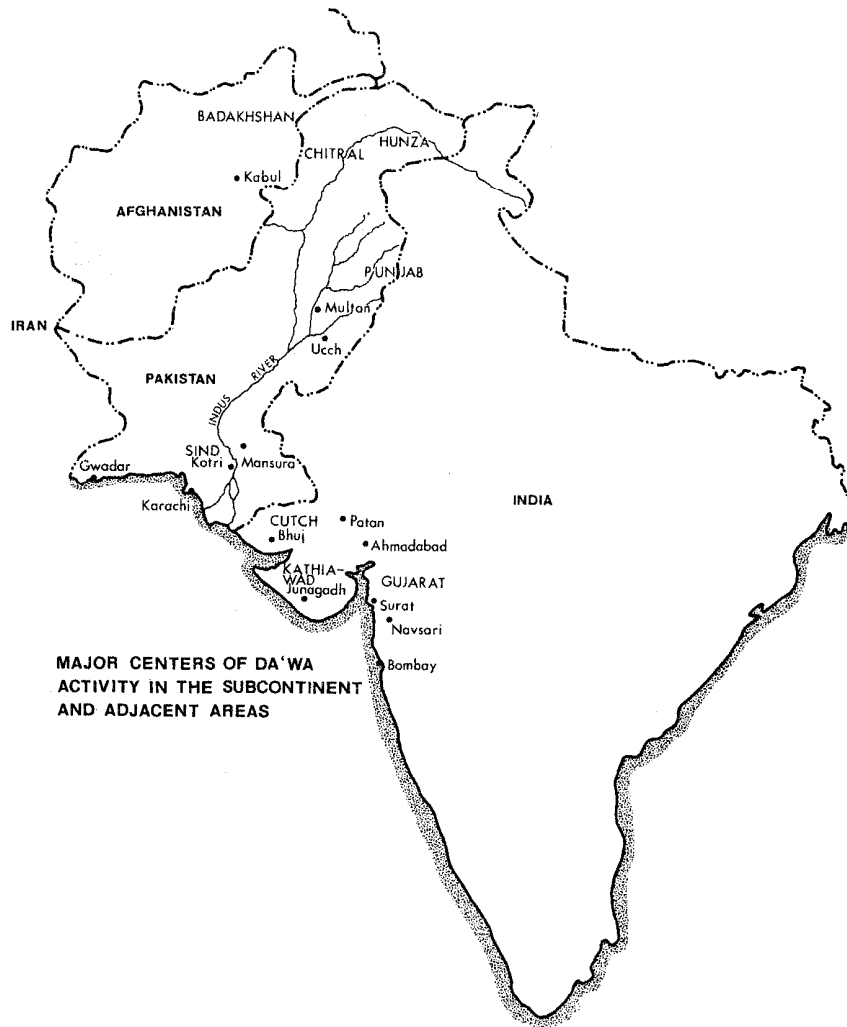 BADAKHSHAN
HUNZA
CHITRAL
Kabul
AFGHANISTAN
PUNJAB
Multan
IRAN
Ucch
RIVER
PAKISTAN
INDUS
SIND
Kotri
Mansura
Gwadar
Karachi
INDIA
CUTCH
Patan
Bhuj
Ahmadabad
KATHIA-
WAD
GUJARAT
Junagadh
Surat
Navsari
Bombay
MAJOR CENTERS OF DA‘WA
ACTIVITY IN THE SUBCONTINENT
AND ADJACENT AREAS